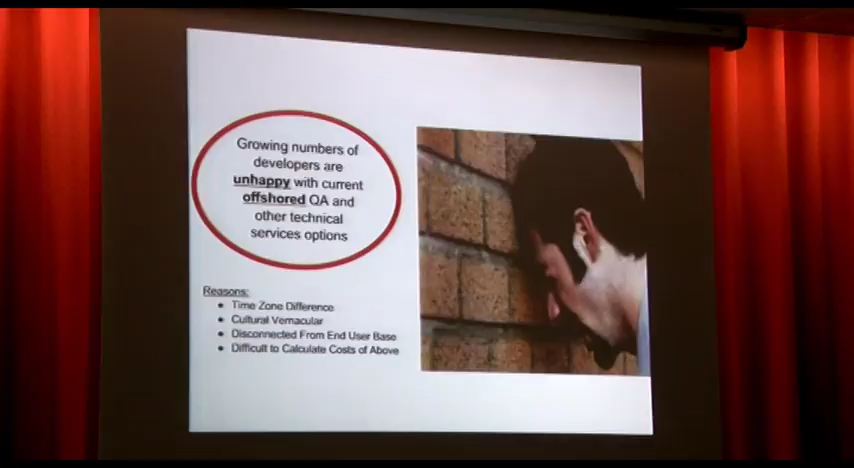 Growing numbers of
developers are
unhappy with current
offshored QA and
other technical
services options
Reasons:
• Time Zone Difference
• Cultural Vernacular
• Disconnected From End User Base
• Difficult to Calculate Costs of Above